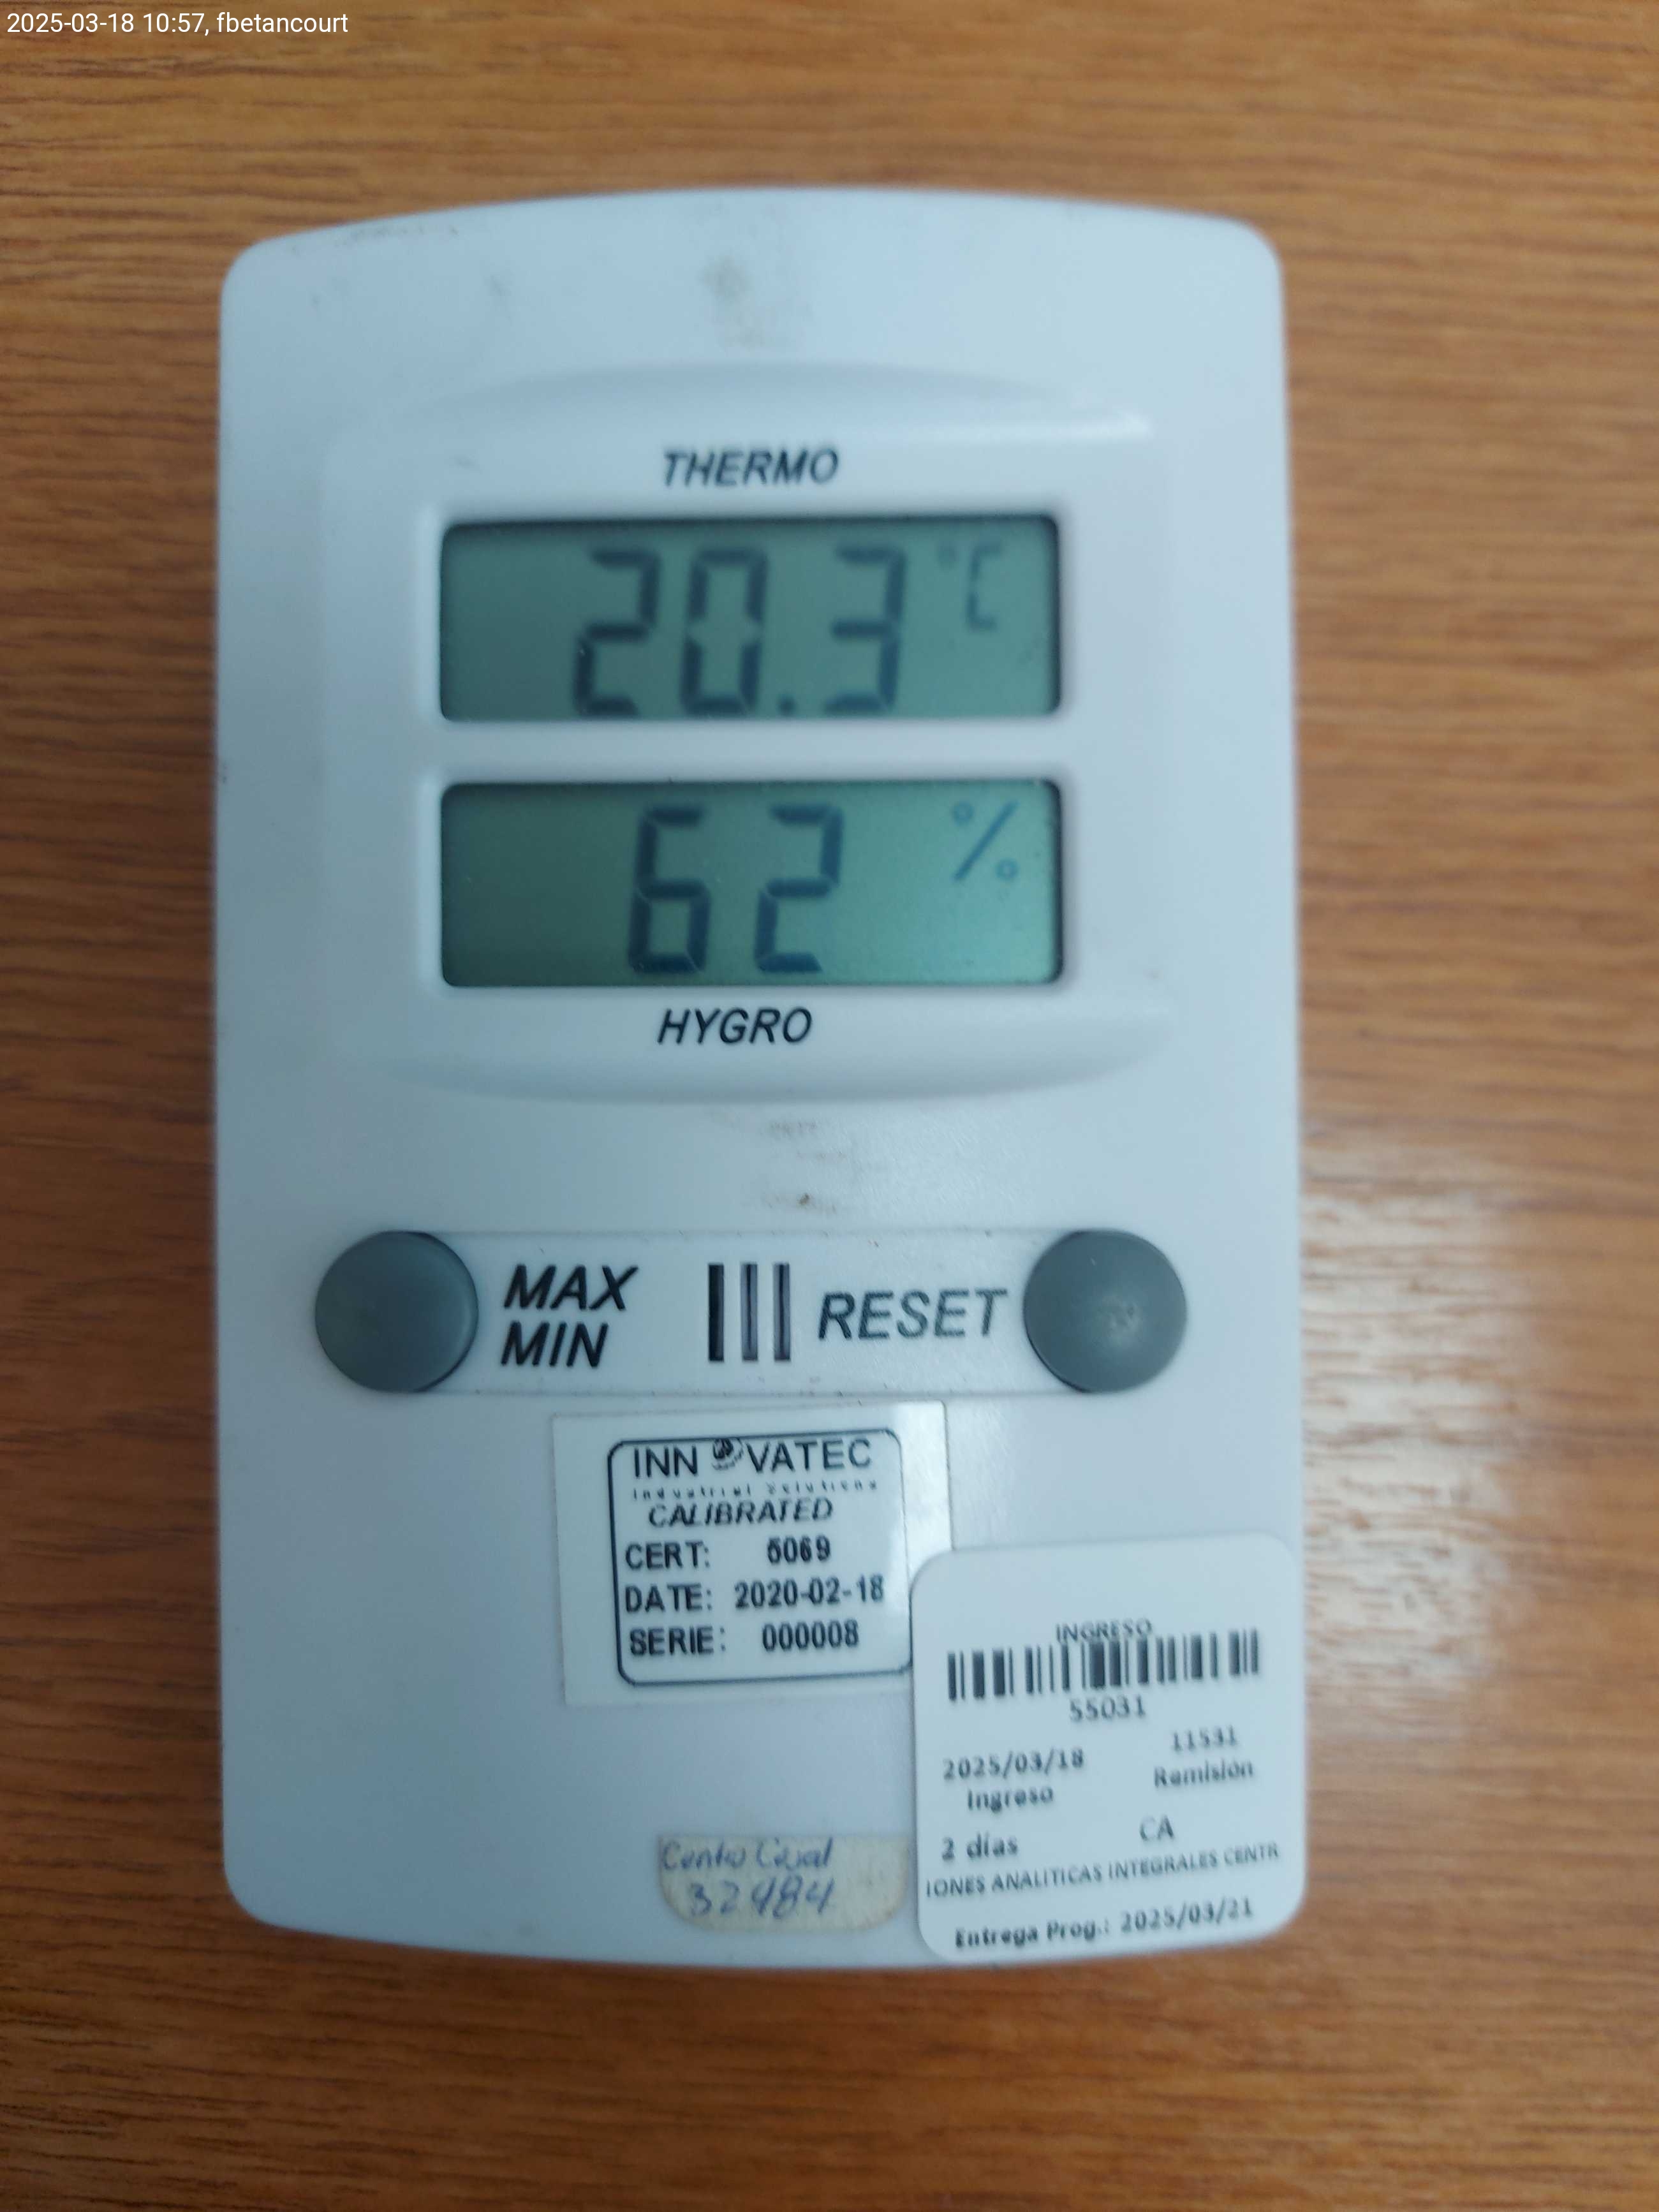 2025-03-18 10:57, fbetancourt
THERMO
20.3 °C
62 %
HYGRO
MAX
MIN
RESET
INNOVATEC
Industrial Solutions
CALIBRATED
CERT: 5069
DATE: 2020-02-18
SERIE: 000008
INGRESO
55031
2025/03/18 11531
Ingreso Remisión
2 días CA
IONES ANALITICAS INTEGRALES CENTR
Entrega Prog.: 2025/03/21
32484